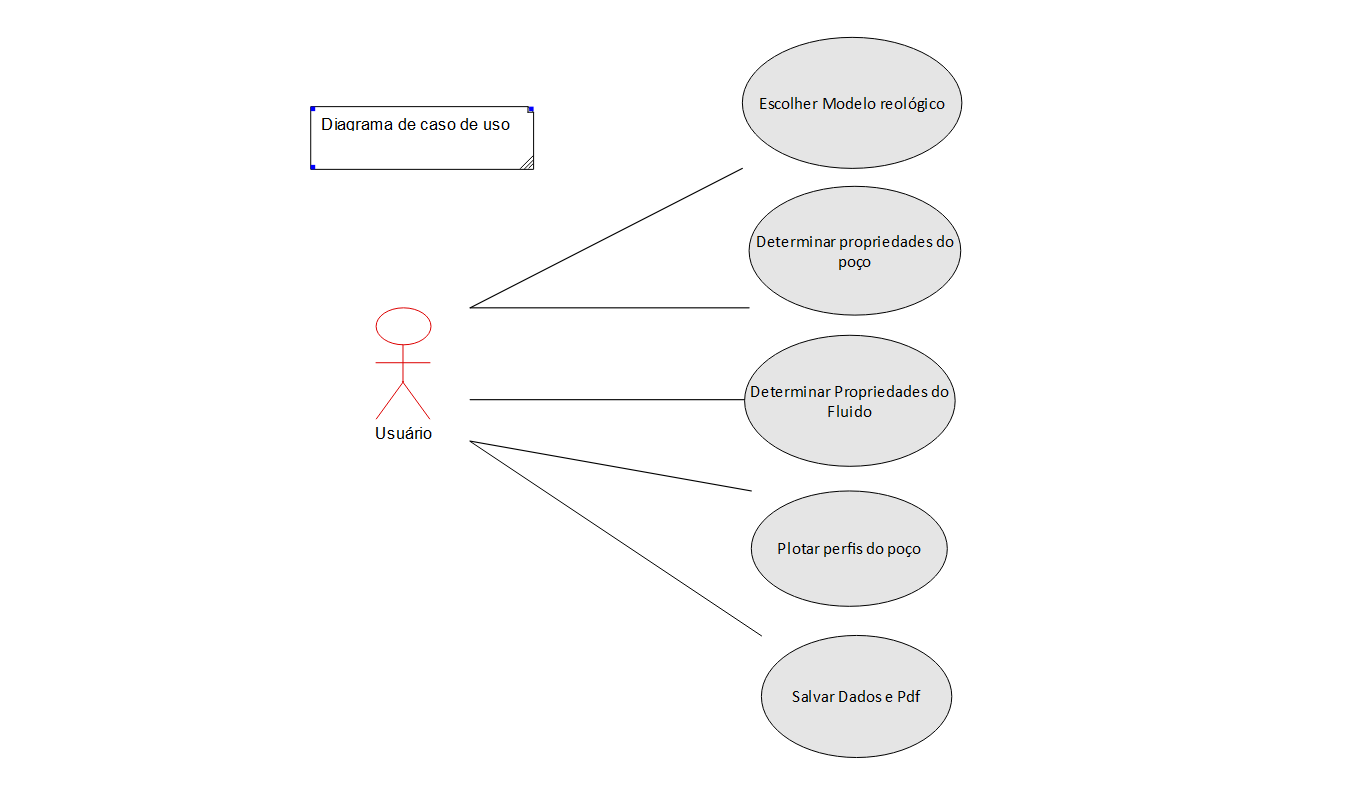 Escolher Modelo reológico
Diagrama de caso de uso
Determinar propriedades do
poço
Determinar Propriedades do
Fluido
Usuário
Plotar perfis do poço
Salvar Dados e Pdf